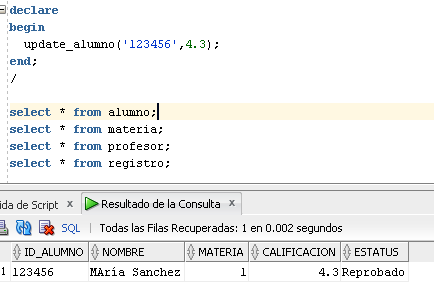 declare
begin
update_alumno('123456',4.3);
end;
/
select * from alumno;
select * from materia;
select * from profesor;
select * from registro;
ida de Script x Resultado de la Consulta x
SQL | Todas las Filas Recuperadas: 1 en 0.002 segundos
ID_ALUMNO NOMBRE MATERIA CALIFICACION ESTATUS
1 123456 MAría Sanchez 1 4.3 Reprobado